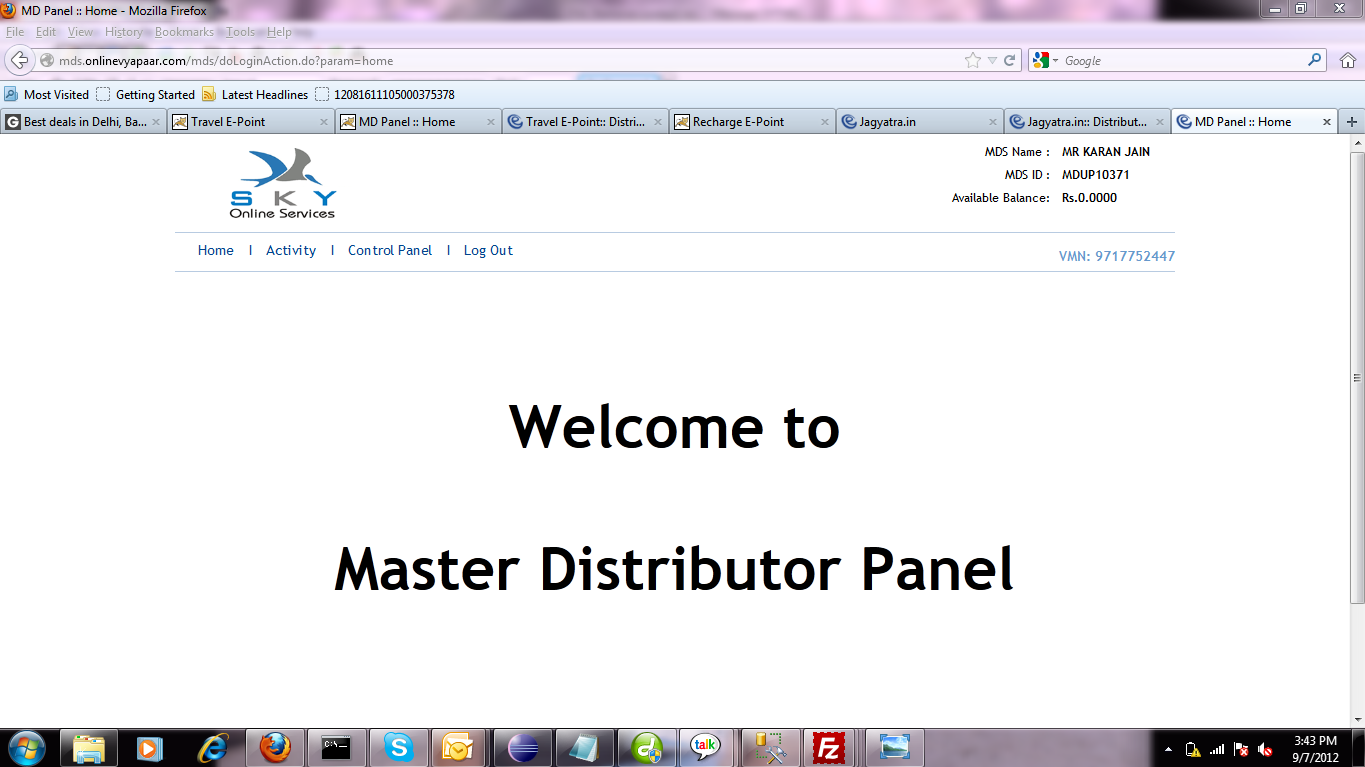 MD Panel :: Home - Mozilla Firefox
File Edit View History Bookmarks Tools Help
mds.onlinevyapaar.com/mds/doLoginAction.do?param=home
Google
Most Visited Getting Started Latest Headlines 12081611105000375378
Best deals in Delhi, Ba... Travel E-Point MD Panel :: Home Travel E-Point:: Distri... Recharge E-Point Jagyatra.in Jagyatra.in:: Distribut... MD Panel :: Home
SKY
Online Services
MDS Name : MR KARAN JAIN
MDS ID : MDUP10371
Available Balance: Rs.0.0000
Home | Activity | Control Panel | Log Out
VMN: 9717752447
Welcome to
Master Distributor Panel
C:\_
talk
3:43 PM
9/7/2012